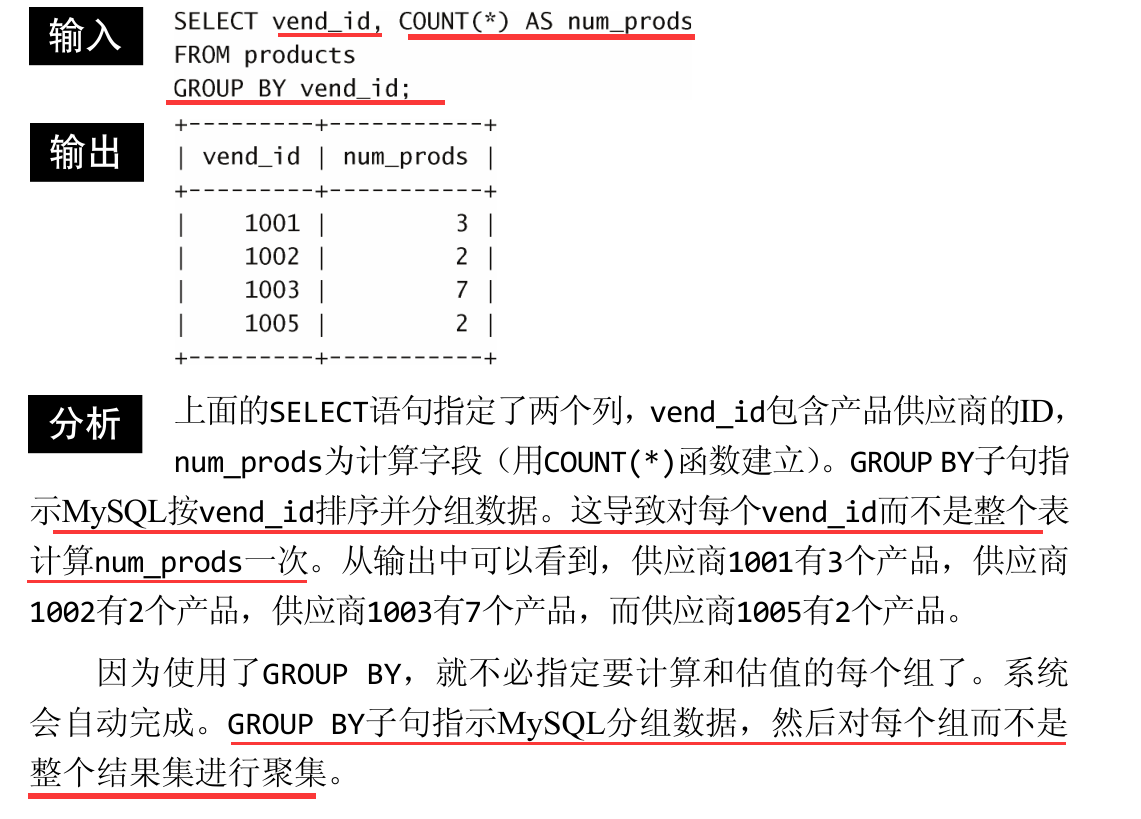 输入
SELECT vend_id, COUNT(*) AS num_prods
FROM products
GROUP BY vend_id;
输出
+---------+-----------+
| vend_id | num_prods |
+---------+-----------+
|    1001 |         3 |
|    1002 |         2 |
|    1003 |         7 |
|    1005 |         2 |
+---------+-----------+
分析
上面的SELECT语句指定了两个列，vend_id包含产品供应商的ID，
num_prods为计算字段（用COUNT(*)函数建立）。GROUP BY子句指
示MySQL按vend_id排序并分组数据。这导致对每个vend_id而不是整个表
计算num_prods一次。从输出中可以看到，供应商1001有3个产品，供应商
1002有2个产品，供应商1003有7个产品，而供应商1005有2个产品。
因为使用了GROUP BY，就不必指定要计算和估值的每个组了。系统
会自动完成。GROUP BY子句指示MySQL分组数据，然后对每个组而不是
整个结果集进行聚集。